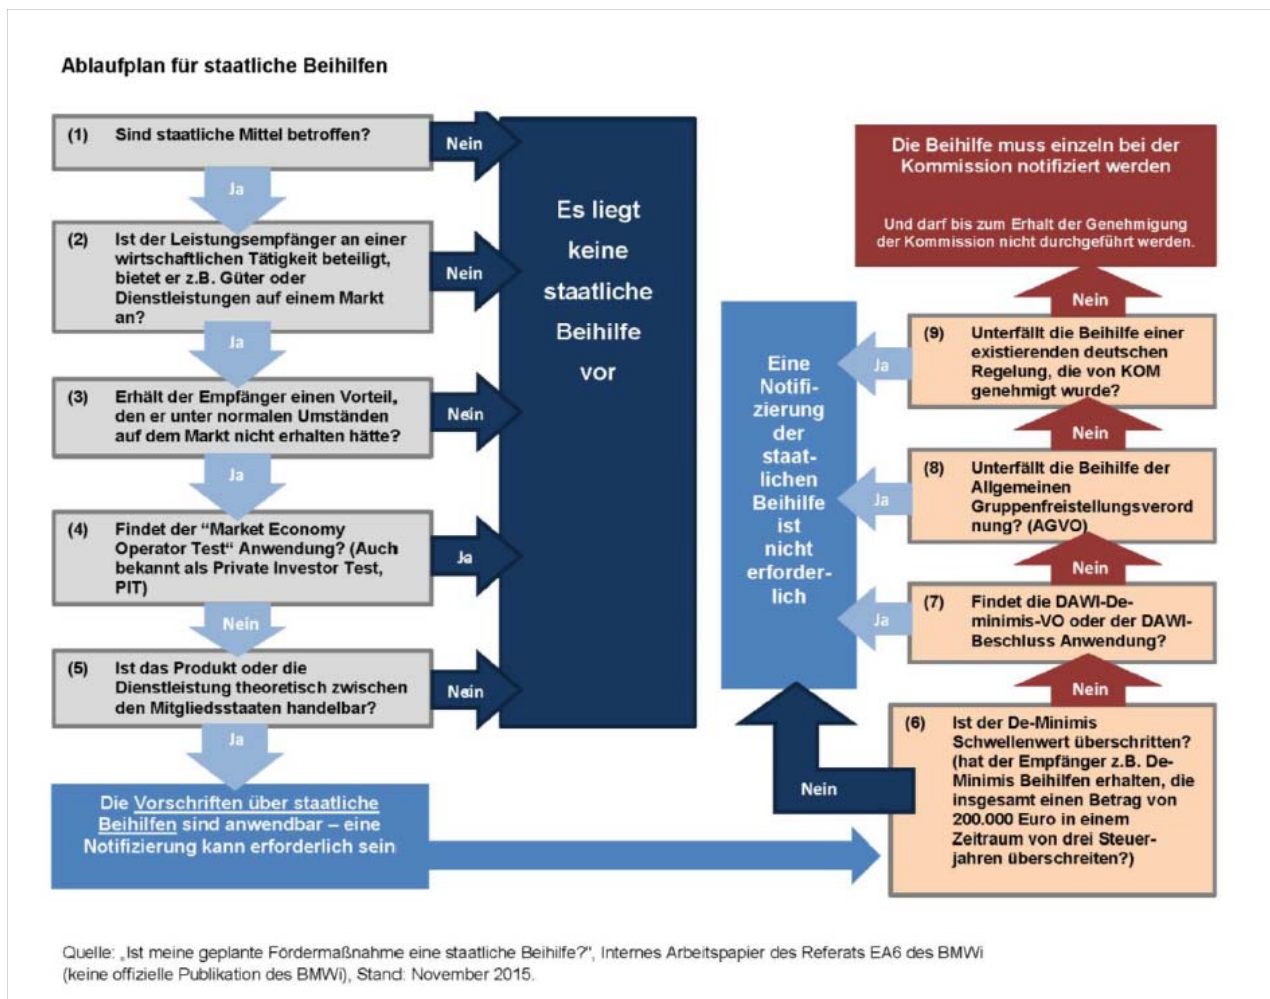 Ablaufplan für staatliche Beihilfen
(1) Sind staatliche Mittel betroffen?
Nein
Ja
(2) Ist der Leistungsempfänger an einer
wirtschaftlichen Tätigkeit beteiligt,
bietet er z.B. Güter oder
Dienstleistungen auf einem Markt
an?
Nein
Ja
(3) Erhält der Empfänger einen Vorteil,
den er unter normalen Umständen
auf dem Markt nicht erhalten hätte?
Nein
Ja
(4) Findet der “Market Economy
Operator Test“ Anwendung? (Auch
bekannt als Private Investor Test,
PIT)
Ja
Nein
(5) Ist das Produkt oder die
Dienstleistung theoretisch zwischen
den Mitgliedsstaaten handelbar?
Nein
Ja
Die Vorschriften über staatliche
Beihilfen sind anwendbar – eine
Notifizierung kann erforderlich sein
Es liegt
keine
staatliche
Beihilfe
vor
Eine
Notifi-
zierung
der
staat-
lichen
Beihilfe
ist
nicht
erforder-
lich
Die Beihilfe muss einzeln bei der
Kommission notifiziert werden
Und darf bis zum Erhalt der Genehmigung
der Kommission nicht durchgeführt werden.
Nein
(9) Unterfällt die Beihilfe einer
existierenden deutschen
Regelung, die von KOM
genehmigt wurde?
Ja
Nein
(8) Unterfällt die Beihilfe der
Allgemeinen
Gruppenfreistellungsverord
nung? (AGVO)
Ja
Nein
(7) Findet die DAWI-De-
minimis-VO oder der DAWI-
Beschluss Anwendung?
Ja
Nein
(6) Ist der De-Minimis
Schwellenwert überschritten?
(hat der Empfänger z.B. De-
Minimis Beihilfen erhalten, die
insgesamt einen Betrag von
200.000 Euro in einem
Zeitraum von drei Steuer-
jahren überschreiten?)
Nein
Quelle: „Ist meine geplante Fördermaßnahme eine staatliche Beihilfe?", Internes Arbeitspapier des Referats EA6 des BMWi
(keine offizielle Publikation des BMWi), Stand: November 2015.